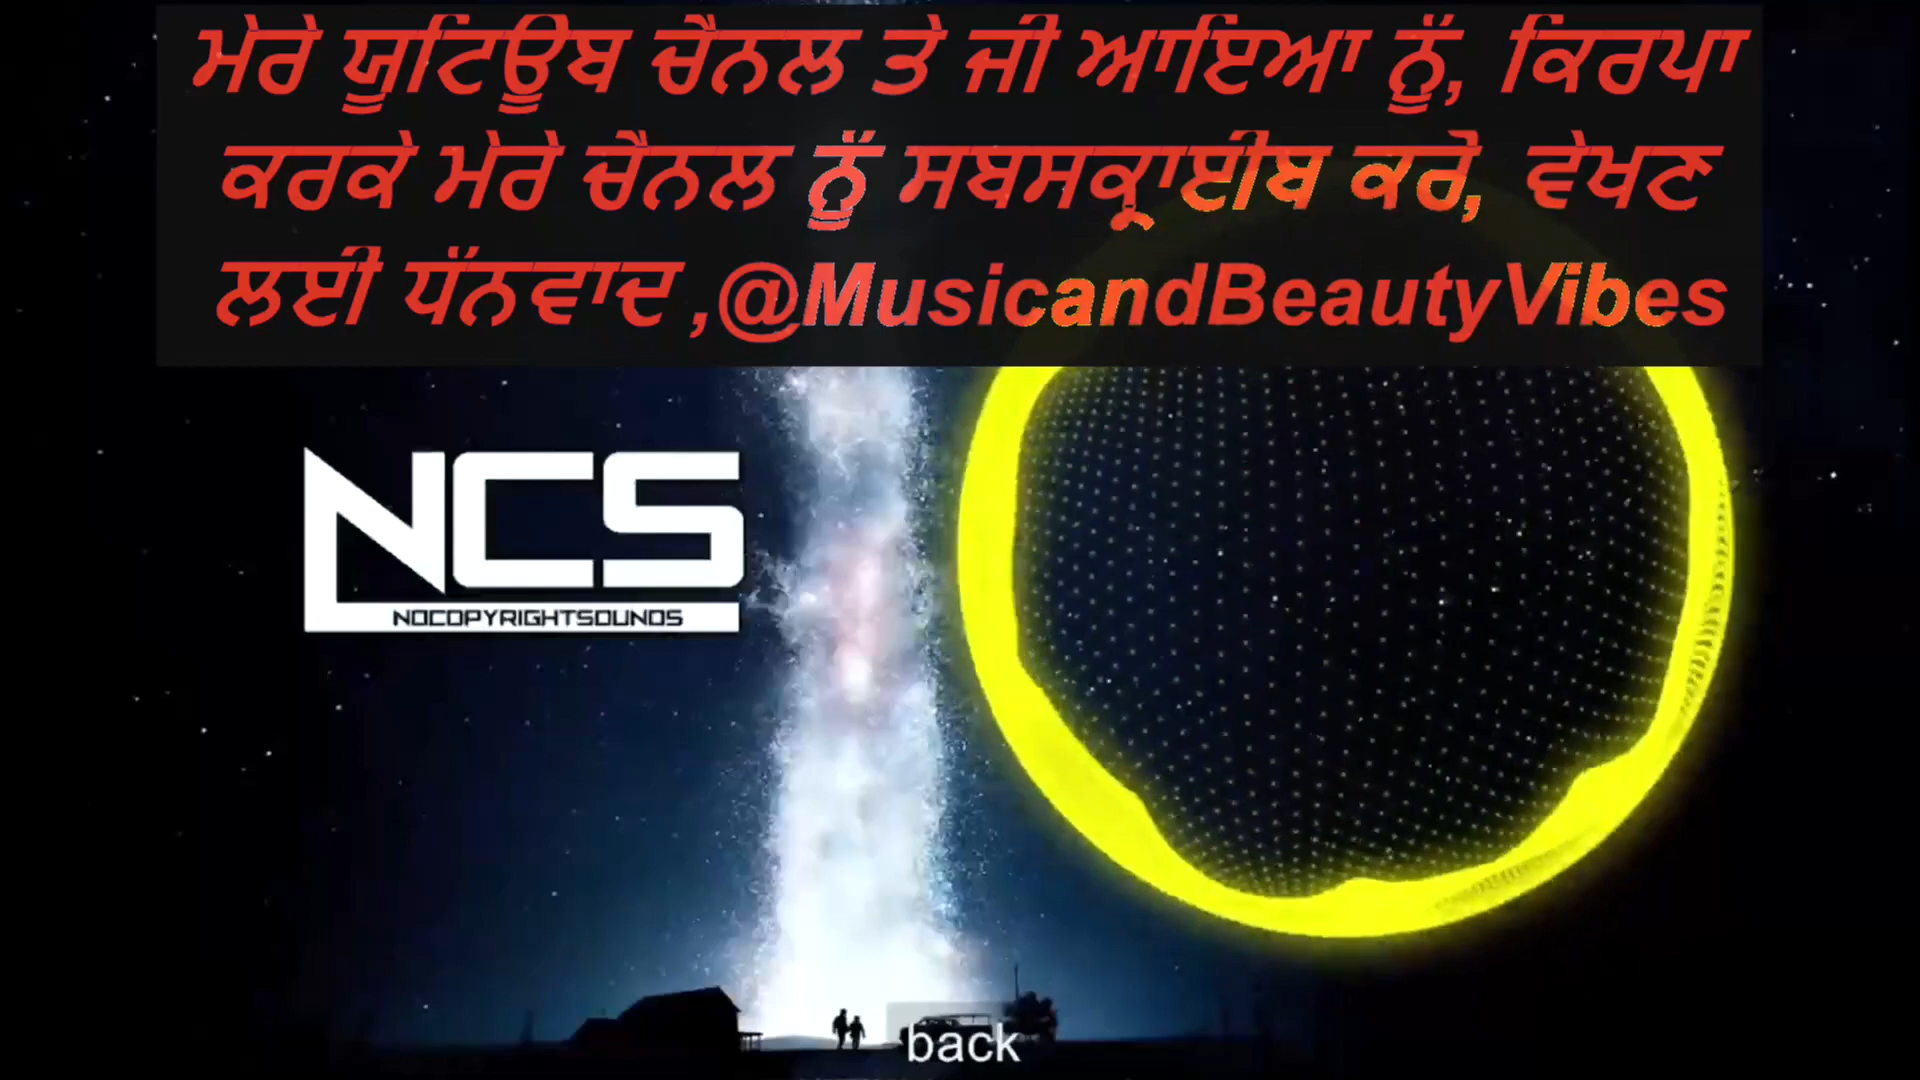 ਮੇਰੇ ਯੂਟਿਊਬ ਚੈਨਲ ਤੇ ਜੀ ਆਇਆ ਨੂੰ, ਕਿਰਪਾ
ਕਰਕੇ ਮੇਰੇ ਚੈਨਲ ਨੂੰ ਸਬਸਕ੍ਰਾਈਬ ਕਰੋ, ਵੇਖਣ
ਲਈ ਧੱਨਵਾਦ ,@MusicandBeautyVibes
NCS
NOCOPYRIGHTSOUNDS
back